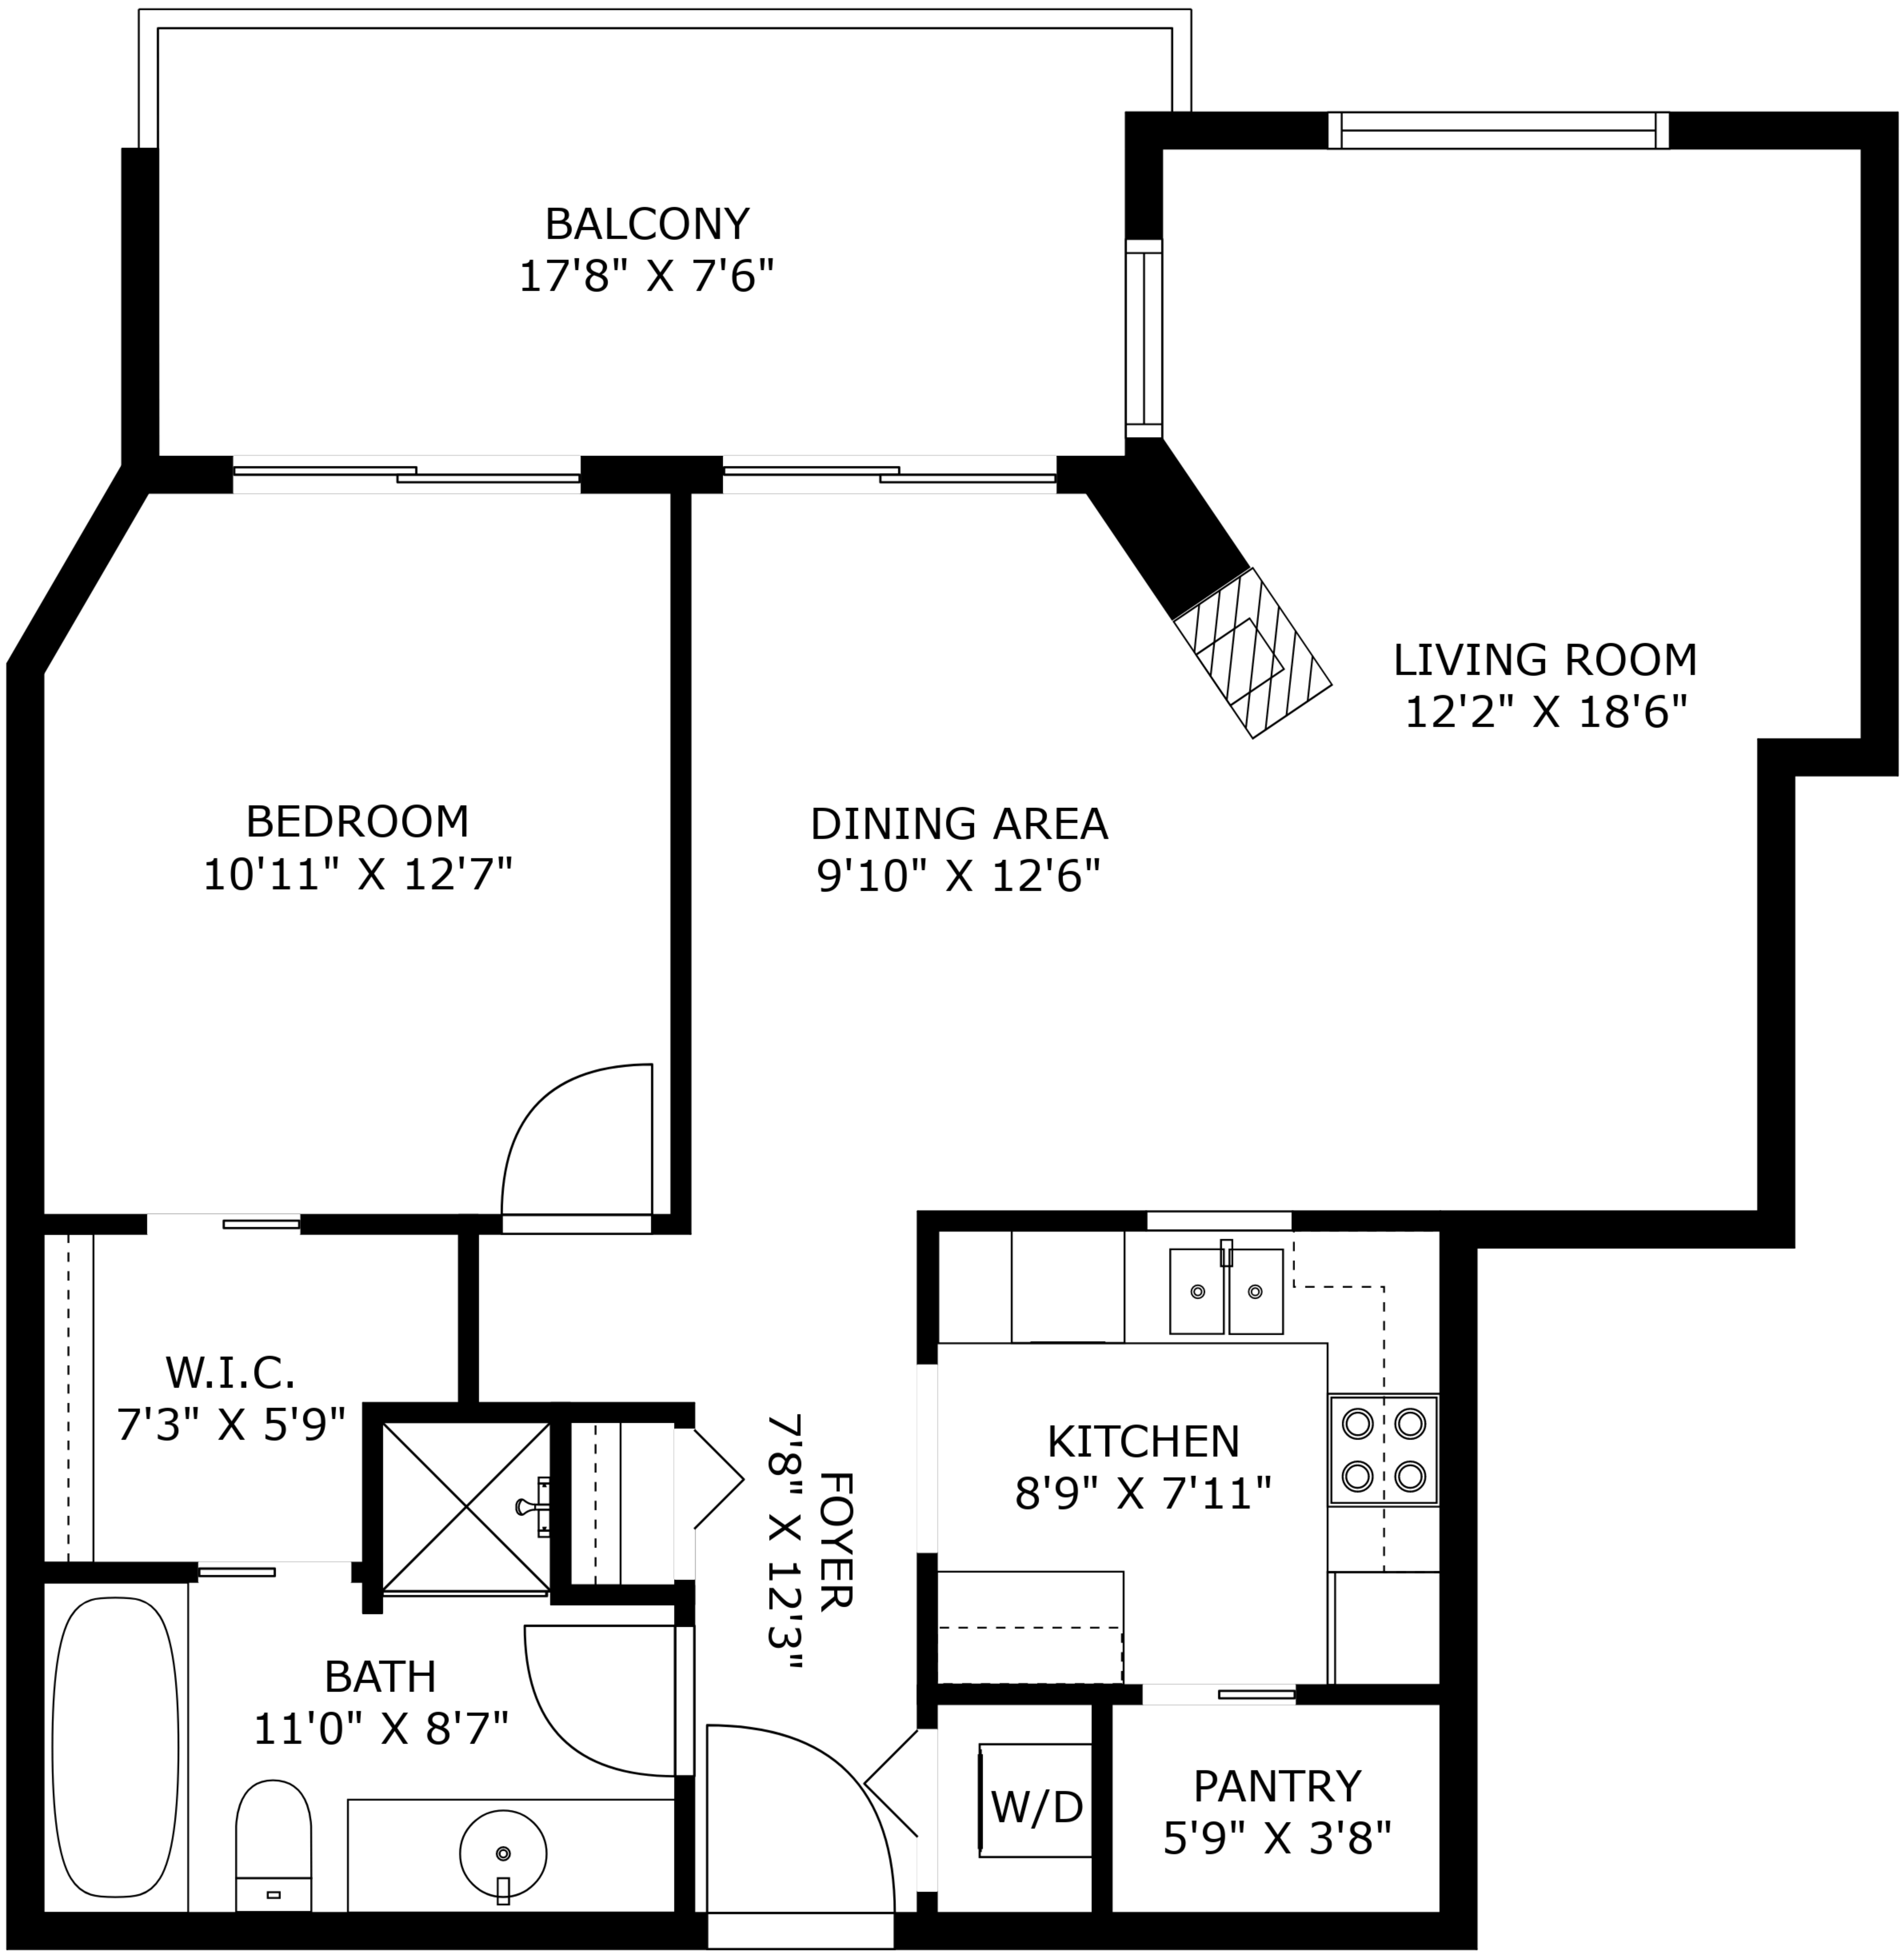 BALCONY
17'8" X 7'6"
LIVING ROOM
12'2" X 18'6"
BEDROOM
10'11" X 12'7"
DINING AREA
9'10" X 12'6"
W.I.C.
7'3" X 5'9"
FOYER
7'8" X 12'3"
KITCHEN
8'9" X 7'11"
BATH
11'0" X 8'7"
W/D
PANTRY
5'9" X 3'8"